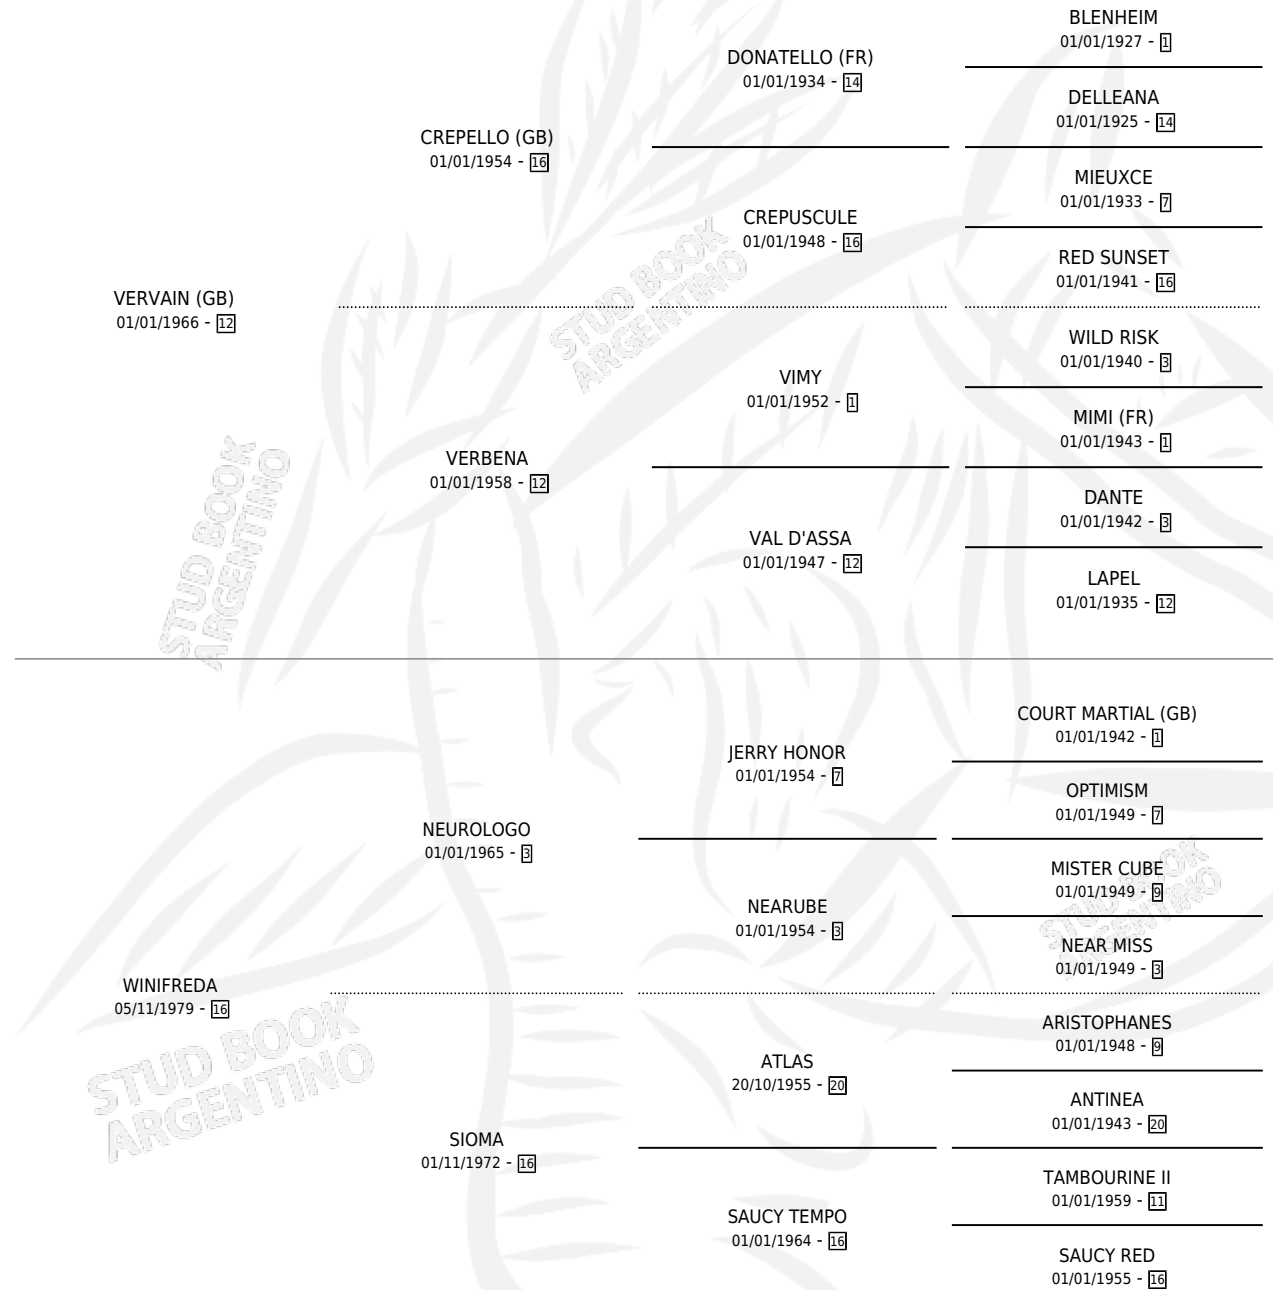 BLENHEIM
01/01/1927 - 1
DONATELLO (FR)
01/01/1934 - 14
DELLEANA
01/01/1925 - 14
CREPELLO (GB)
01/01/1954 - 16
MIEUXCE
01/01/1933 - 7
CREPUSCULE
01/01/1948 - 16
RED SUNSET
01/01/1941 - 16
VERVAIN (GB)
01/01/1966 - 12
STUD BOOK
ARGENTINO
WILD RISK
01/01/1940 - 3
VIMY
01/01/1952 - 1
MIMI (FR)
01/01/1943 - 1
VERBENA
01/01/1958 - 12
DANTE
01/01/1942 - 3
VAL D'ASSA
01/01/1947 - 12
LAPEL
01/01/1935 - 12
STUD BOOK
ARGENTINO
COURT MARTIAL (GB)
01/01/1942 - 1
JERRY HONOR
01/01/1954 - 7
OPTIMISM
01/01/1949 - 7
NEUROLOGO
01/01/1965 - 3
MISTER CUBE
01/01/1949 - 9
NEARUBE
01/01/1954 - 3
STUD BOOK
ARGENTINO
NEAR MISS
01/01/1949 - 3
WINIFREDA
05/11/1979 - 16
ARISTOPHANES
01/01/1948 - 9
STUD BOOK
ARGENTINO
ATLAS
20/10/1955 - 20
ANTINEA
01/01/1943 - 20
SIOMA
01/11/1972 - 16
TAMBOURINE II
01/01/1959 - 11
SAUCY TEMPO
01/01/1964 - 16
SAUCY RED
01/01/1955 - 16